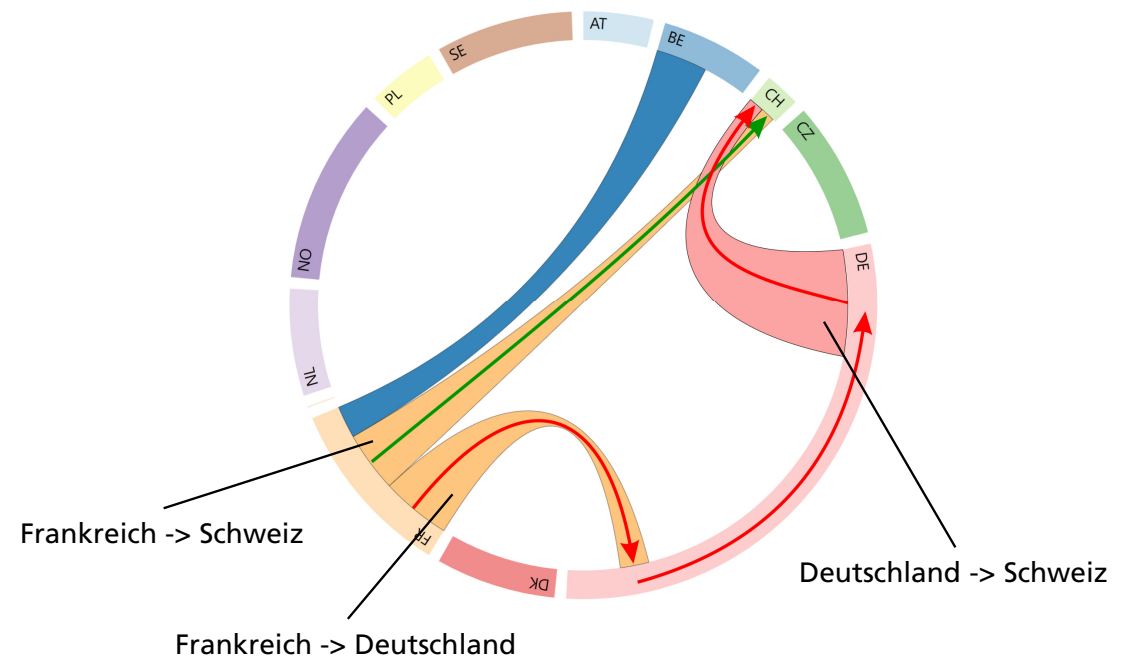 AT
BE
SE
CH
PL
CZ
NO
DE
NL
FR
Frankreich -> Schweiz
Deutschland -> Schweiz
DK
Frankreich -> Deutschland